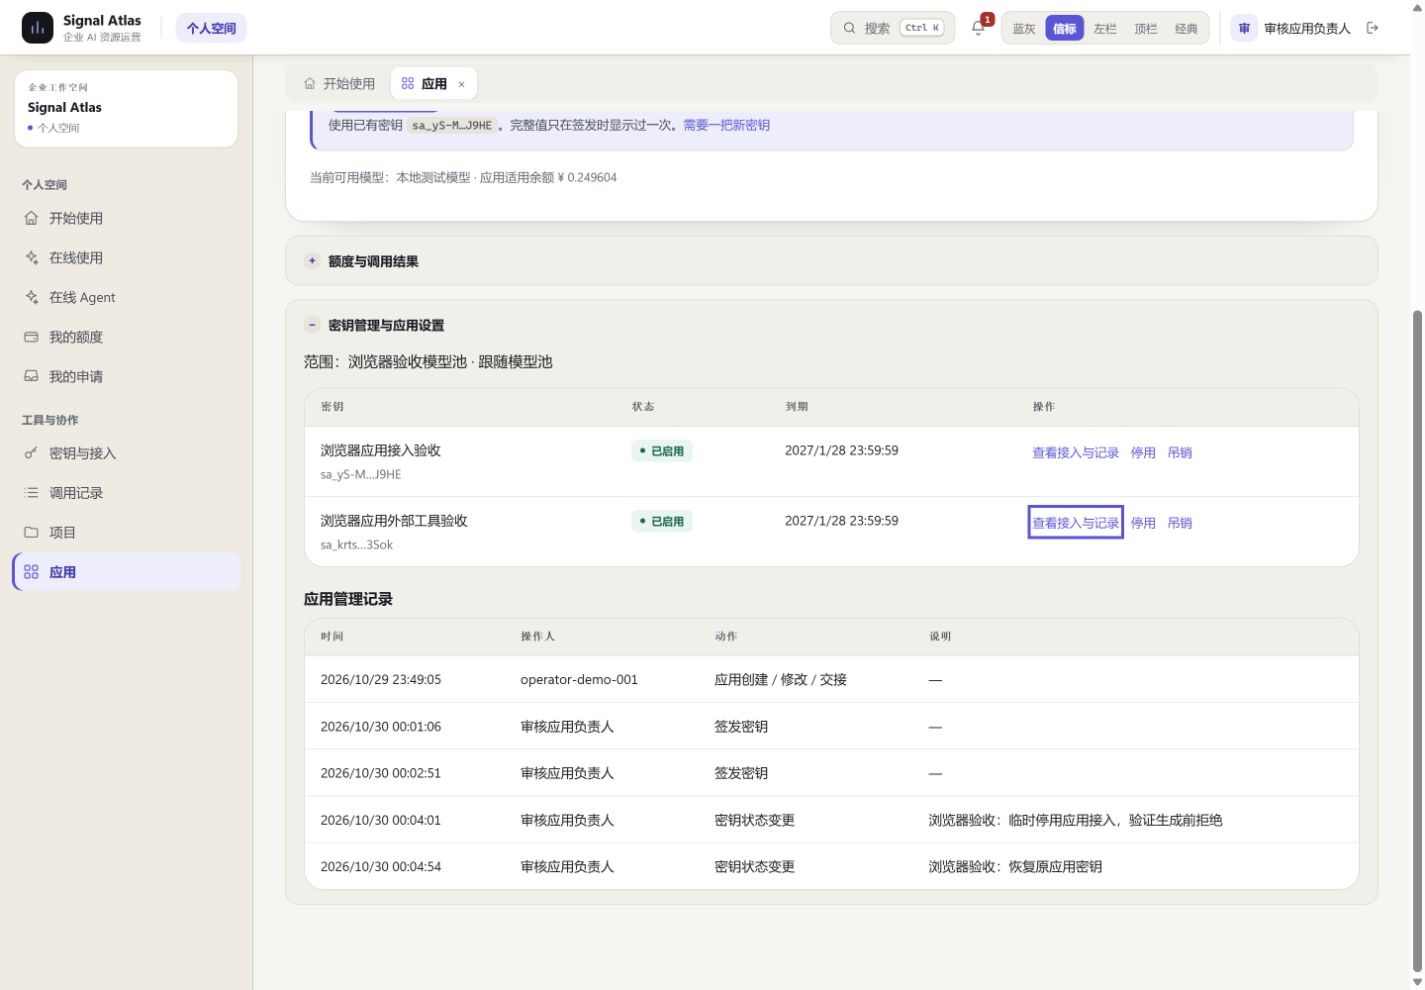 Signal Atlas
企业 AI 资源运营
个人空间
搜索 Ctrl K
1
蓝灰 信标 左栏 顶栏 经典
审 审核应用负责人
企业工作空间
Signal Atlas
个人空间
个人空间
开始使用
在线使用
在线 Agent
我的额度
我的申请
工具与协作
密钥与接入
调用记录
项目
应用
开始使用 应用 ×
使用已有密钥 sa_yS-M…J9HE 。完整值只在签发时显示过一次。需要一把新密钥
当前可用模型：本地测试模型 · 应用适用余额 ¥ 0.249604
+ 额度与调用结果
− 密钥管理与应用设置
范围：浏览器验收模型池 · 跟随模型池
密钥 状态 到期 操作
浏览器应用接入验收 已启用 2027/1/28 23:59:59 查看接入与记录 停用 吊销
sa_yS-M…J9HE
浏览器应用外部工具验收 已启用 2027/1/28 23:59:59 查看接入与记录 停用 吊销
sa_krts…3Sok
应用管理记录
时间 操作人 动作 说明
2026/10/29 23:49:05 operator-demo-001 应用创建 / 修改 / 交接 —
2026/10/30 00:01:06 审核应用负责人 签发密钥 —
2026/10/30 00:02:51 审核应用负责人 签发密钥 —
2026/10/30 00:04:01 审核应用负责人 密钥状态变更 浏览器验收：临时停用应用接入，验证生成前拒绝
2026/10/30 00:04:54 审核应用负责人 密钥状态变更 浏览器验收：恢复原应用密钥